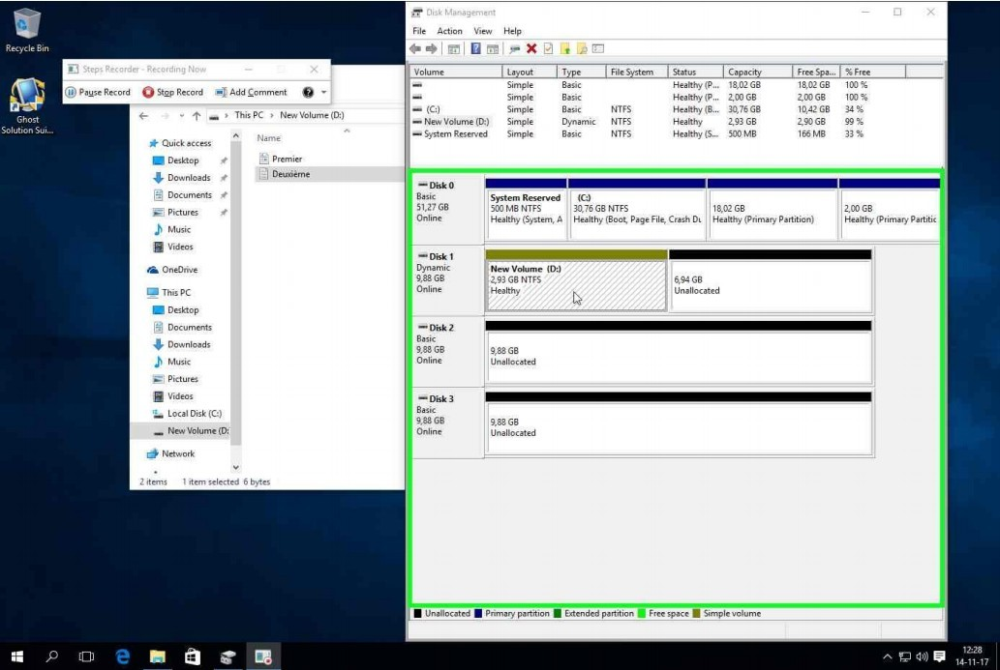 Recycle Bin
Ghost
Solution Sui...
Steps Recorder - Recording Now
Pause Record Stop Record Add Comment
This PC > New Volume (D:)
Quick access
Desktop
Downloads
Documents
Pictures
Music
Videos
OneDrive
This PC
Desktop
Documents
Downloads
Music
Pictures
Videos
Local Disk (C:)
New Volume (D:
Network
Name
Premier
Deuxième
2 items 1 item selected 6 bytes
Disk Management
File Action View Help
Volume Layout Type File System Status Capacity Free Spa... % Free
Simple Basic Healthy (P... 18,02 GB 18,02 GB 100 %
Simple Basic Healthy (P... 2,00 GB 2,00 GB 100 %
(C:) Simple Basic NTFS Healthy (B... 30,76 GB 10,42 GB 34 %
New Volume (D:) Simple Dynamic NTFS Healthy 2,93 GB 2,90 GB 99 %
System Reserved Simple Basic NTFS Healthy (S... 500 MB 166 MB 33 %
Disk 0
Basic
51,27 GB
Online
System Reserved
500 MB NTFS
Healthy (System, A
(C:)
30,76 GB NTFS
Healthy (Boot, Page File, Crash Du
18,02 GB
Healthy (Primary Partition)
2,00 GB
Healthy (Primary Partitic
Disk 1
Dynamic
9,88 GB
Online
New Volume (D:)
2,93 GB NTFS
Healthy
6,94 GB
Unallocated
Disk 2
Basic
9,88 GB
Online
9,88 GB
Unallocated
Disk 3
Basic
9,88 GB
Online
9,88 GB
Unallocated
Unallocated Primary partition Extended partition Free space Simple volume
12:28
14-11-17